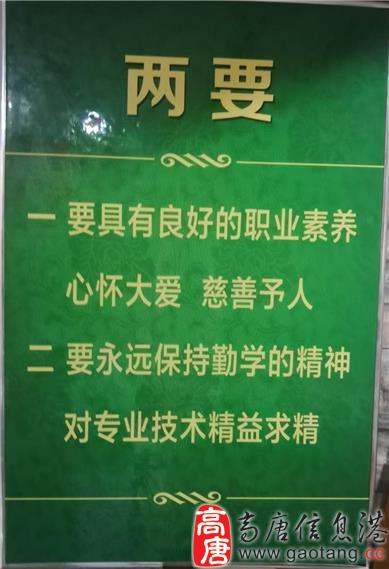 两要
一 要具有良好的职业素养
心怀大爱 慈善予人
二 要永远保持勤学的精神
对专业技术精益求精
高唐 高唐信息港
www.gaotang.cc